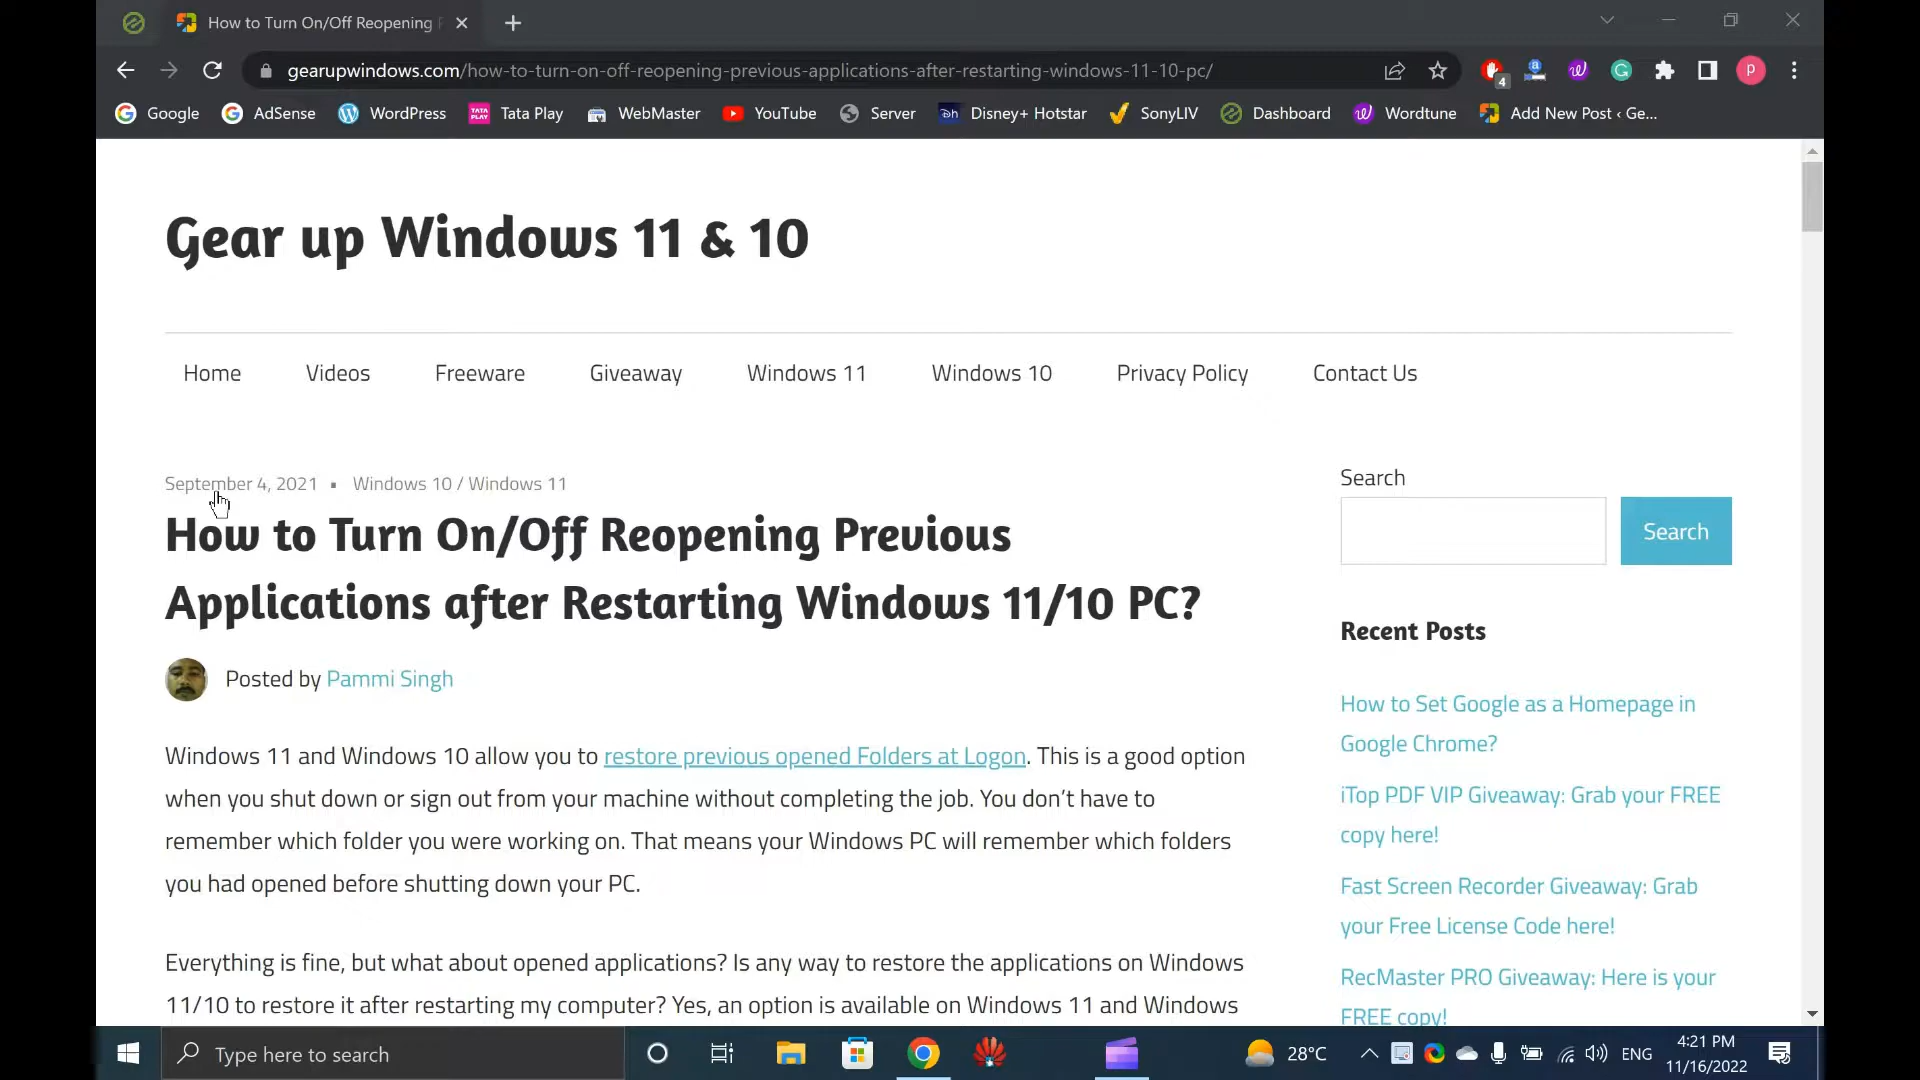 How to Turn On/Off Reopening P
gearupwindows.com/how-to-turn-on-off-reopening-previous-applications-after-restarting-windows-11-10-pc/
4
P
Google AdSense WordPress Tata Play WebMaster YouTube Server Disney+ Hotstar SonyLIV Dashboard Wordtune Add New Post ‹ Ge...
Gear up Windows 11 & 10
Home Videos Freeware Giveaway Windows 11 Windows 10 Privacy Policy Contact Us
September 4, 2021 ▪ Windows 10 / Windows 11
How to Turn On/Off Reopening Previous
Applications after Restarting Windows 11/10 PC?
Posted by Pammi Singh
Windows 11 and Windows 10 allow you to restore previous opened Folders at Logon. This is a good option
when you shut down or sign out from your machine without completing the job. You don’t have to
remember which folder you were working on. That means your Windows PC will remember which folders
you had opened before shutting down your PC.
Everything is fine, but what about opened applications? Is any way to restore the applications on Windows
11/10 to restore it after restarting my computer? Yes, an option is available on Windows 11 and Windows
Search
Search
Recent Posts
How to Set Google as a Homepage in
Google Chrome?
iTop PDF VIP Giveaway: Grab your FREE
copy here!
Fast Screen Recorder Giveaway: Grab
your Free License Code here!
RecMaster PRO Giveaway: Here is your
FREE copy!
Type here to search
28°C
ENG
4:21 PM
11/16/2022